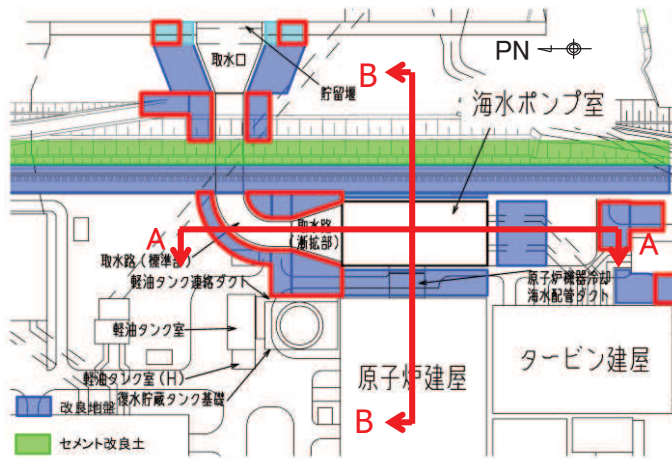 取水口
貯留堰
PN
B
海水ポンプ室
A
取水路
(漸拡部)
A
取水路(標準部)
軽油タンク連絡ダクト
原子炉機器冷却
海水配管ダクト
軽油タンク室
タービン建屋
原子炉建屋
軽油タンク室(H)
復水貯蔵タンク基礎
B
改良地盤
セメント改良土